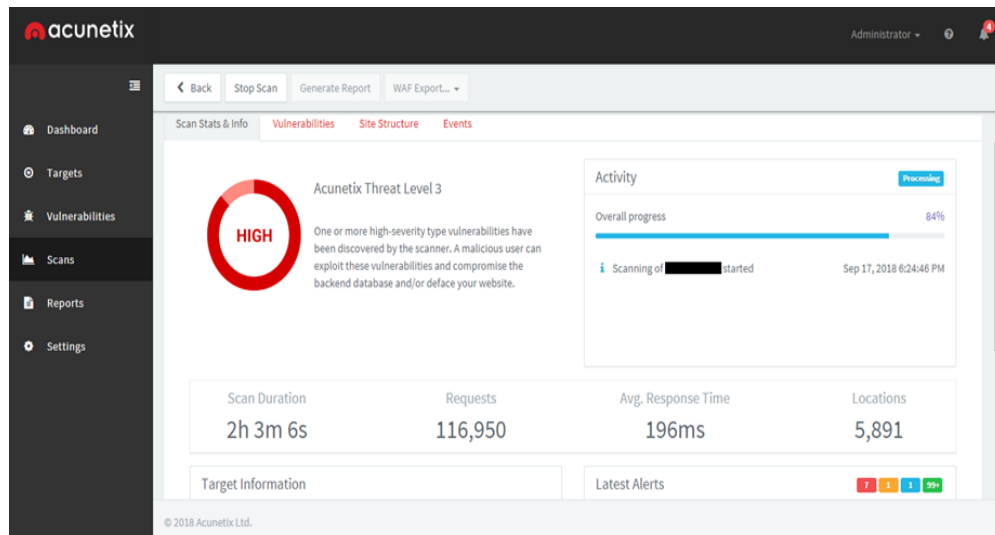 acunetix
Administrator
4
Back
Stop Scan
Generate Report
WAF Export...
Dashboard
Targets
Vulnerabilities
Scans
Reports
Settings
Scan Stats & Info
Vulnerabilities
Site Structure
Events
HIGH
Acunetix Threat Level 3
One or more high-severity type vulnerabilities have
been discovered by the scanner. A malicious user can
exploit these vulnerabilities and compromise the
backend database and/or deface your website.
Activity
Processing
Overall progress
84%
Scanning of
started
Sep 17, 2018 6:24:46 PM
Scan Duration
2h 3m 6s
Requests
116,950
Avg. Response Time
196ms
Locations
5,891
Target Information
Latest Alerts
7
1
1
99+
© 2018 Acunetix Ltd.